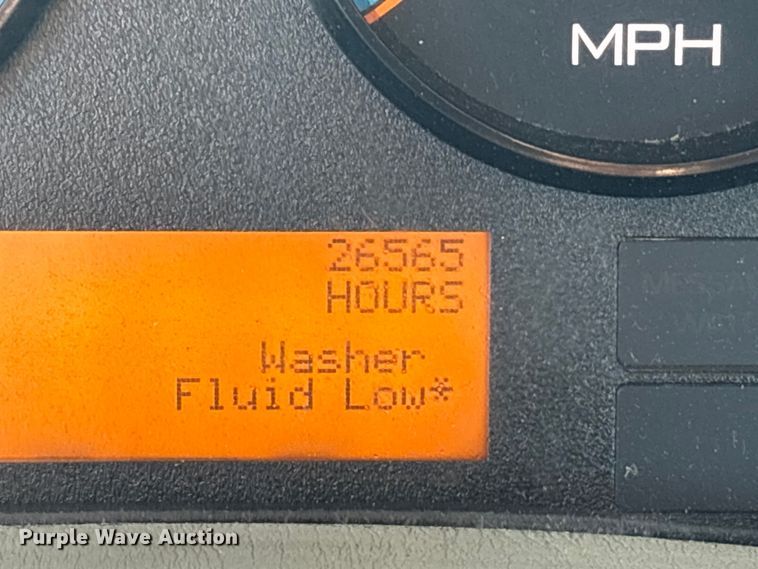 MPH
26565
HOURS
Washer
Fluid Low*
Purple Wave Auction